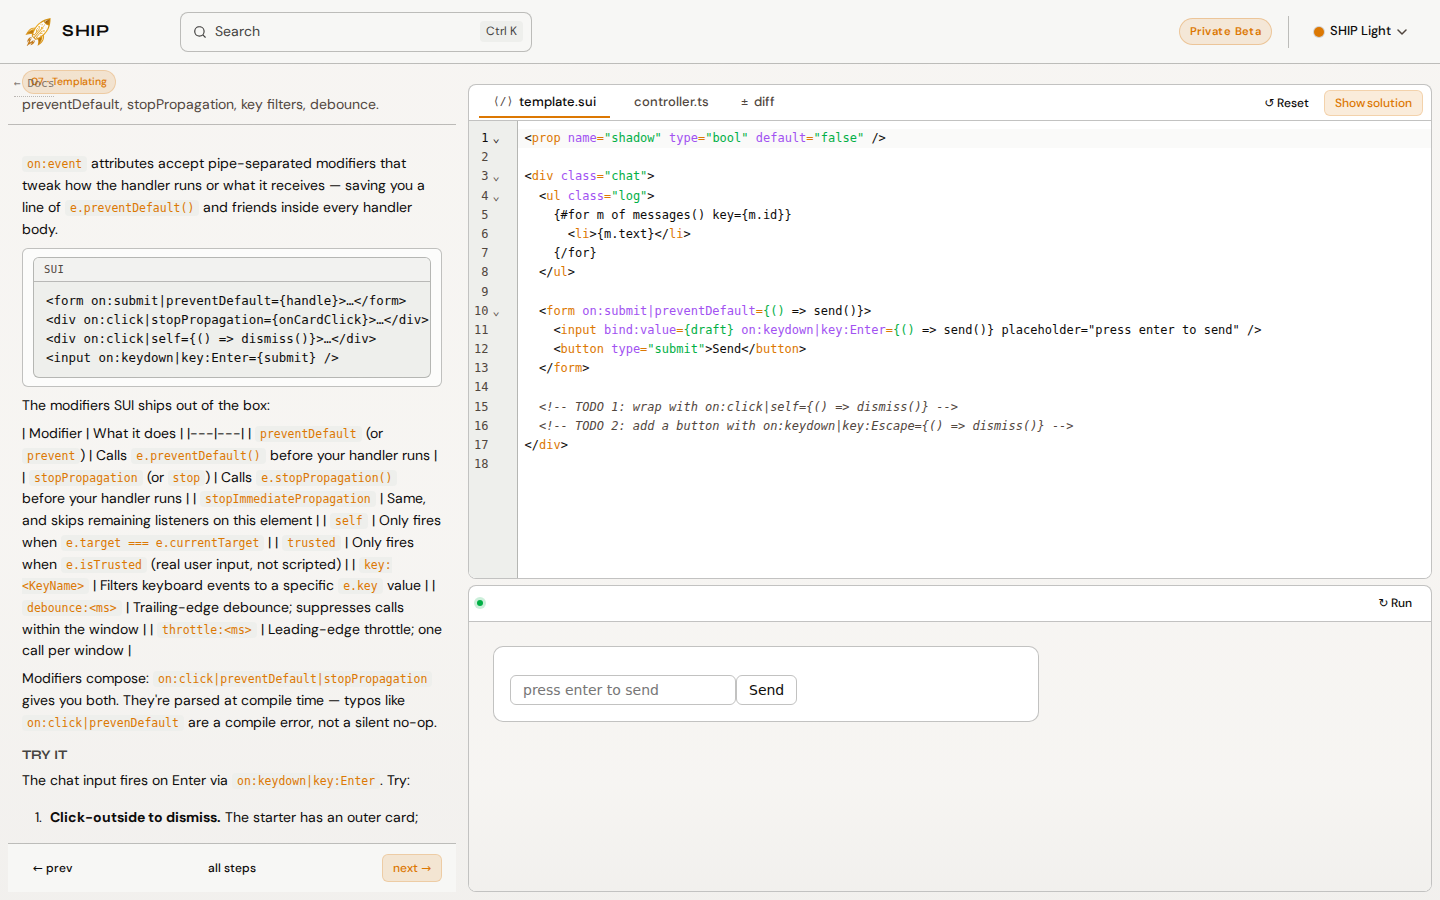 SHIP
Search
Ctrl K
Private Beta
SHIP Light
← Docs
07 · Templating
preventDefault, stopPropagation, key filters, debounce.
on:event attributes accept pipe-separated modifiers that
tweak how the handler runs or what it receives — saving you a
line of e.preventDefault() and friends inside every handler
body.
SUI
<form on:submit|preventDefault={handle}>…</form>
<div on:click|stopPropagation={onCardClick}>…</div>
<div on:click|self={() => dismiss()}>…</div>
<input on:keydown|key:Enter={submit} />
The modifiers SUI ships out of the box:
| Modifier | What it does | |---|---| | preventDefault (or
prevent ) | Calls e.preventDefault() before your handler runs |
| stopPropagation (or stop ) | Calls e.stopPropagation()
before your handler runs | | stopImmediatePropagation | Same,
and skips remaining listeners on this element | | self | Only fires
when e.target === e.currentTarget | | trusted | Only fires
when e.isTrusted (real user input, not scripted) | | key:
<KeyName> | Filters keyboard events to a specific e.key value | |
debounce:<ms> | Trailing-edge debounce; suppresses calls
within the window | | throttle:<ms> | Leading-edge throttle; one
call per window |
Modifiers compose: on:click|preventDefault|stopPropagation
gives you both. They're parsed at compile time — typos like
on:click|prevenDefault are a compile error, not a silent no-op.
TRY IT
The chat input fires on Enter via on:keydown|key:Enter . Try:
1. Click-outside to dismiss. The starter has an outer card;
← prev
all steps
next →
⟨/⟩ template.sui
controller.ts
± diff
↺ Reset
Show solution
1 <prop name="shadow" type="bool" default="false" />
2
3 <div class="chat">
4 <ul class="log">
5 {#for m of messages() key={m.id}}
6 <li>{m.text}</li>
7 {/for}
8 </ul>
9
10 <form on:submit|preventDefault={() => send()}>
11 <input bind:value={draft} on:keydown|key:Enter={() => send()} placeholder="press enter to send" />
12 <button type="submit">Send</button>
13 </form>
14
15 <!-- TODO 1: wrap with on:click|self={() => dismiss()} -->
16 <!-- TODO 2: add a button with on:keydown|key:Escape={() => dismiss()} -->
17 </div>
18
↻ Run
press enter to send
Send